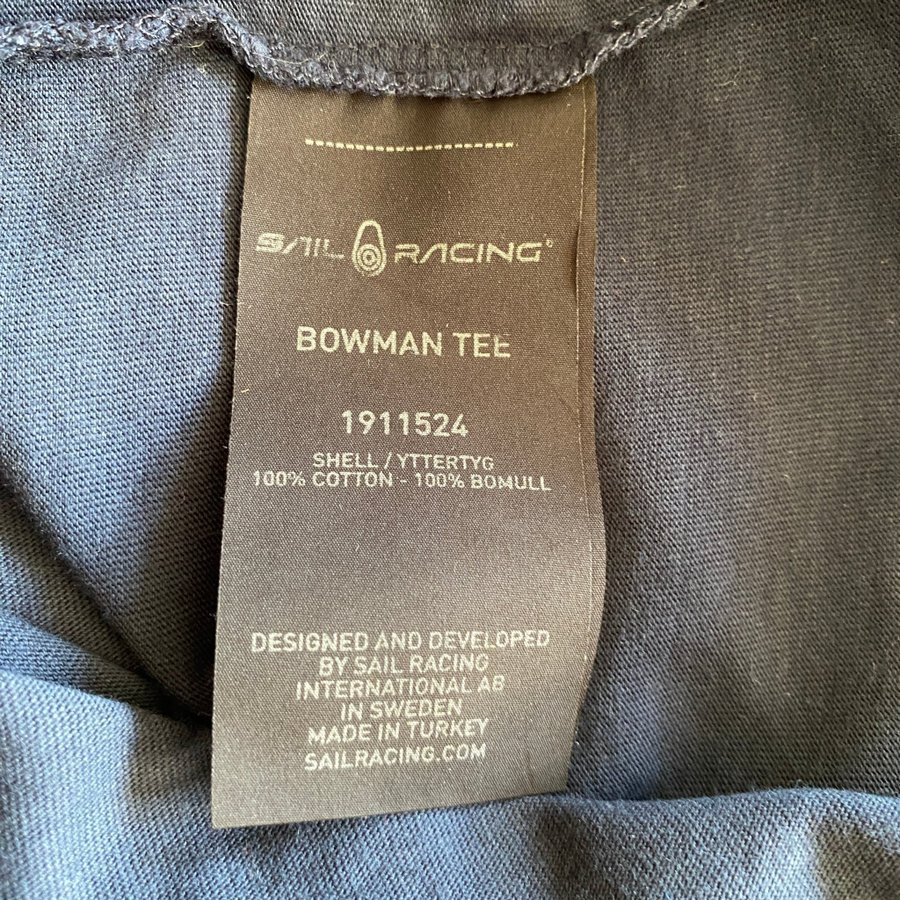 SAIL RACING®
BOWMAN TEE
1911524
SHELL / YTTERTYG
100% COTTON - 100% BOMULL
DESIGNED AND DEVELOPED
BY SAIL RACING
INTERNATIONAL AB
IN SWEDEN
MADE IN TURKEY
SAILRACING.COM